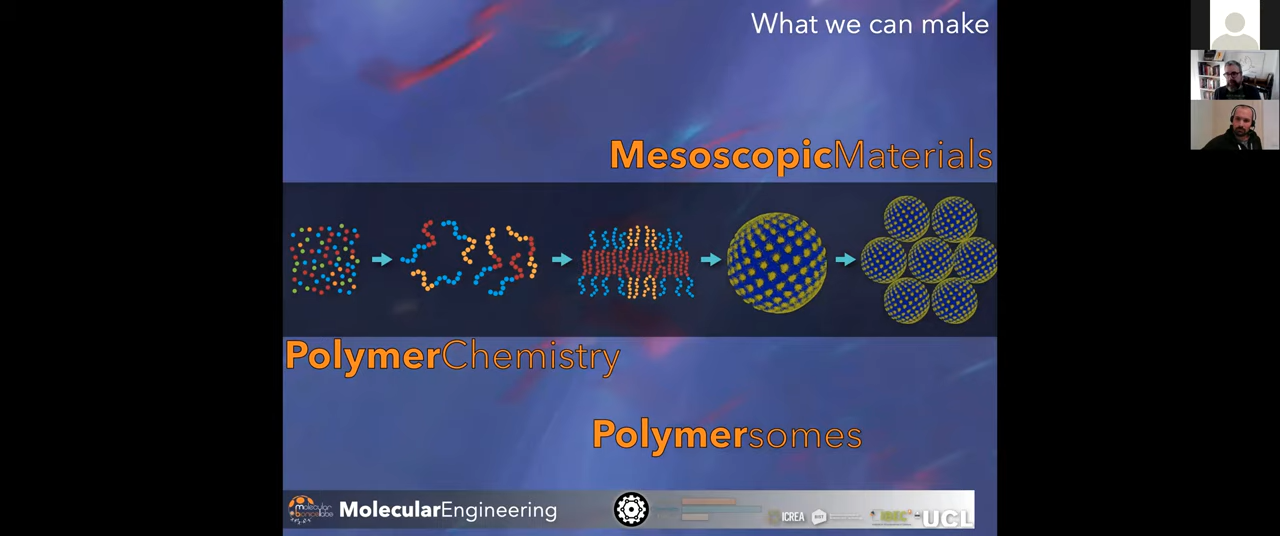 What we can make
MesoscopicMaterials
PolymerChemistry
Polymersomes
MolecularEngineering
ICREA
UCL